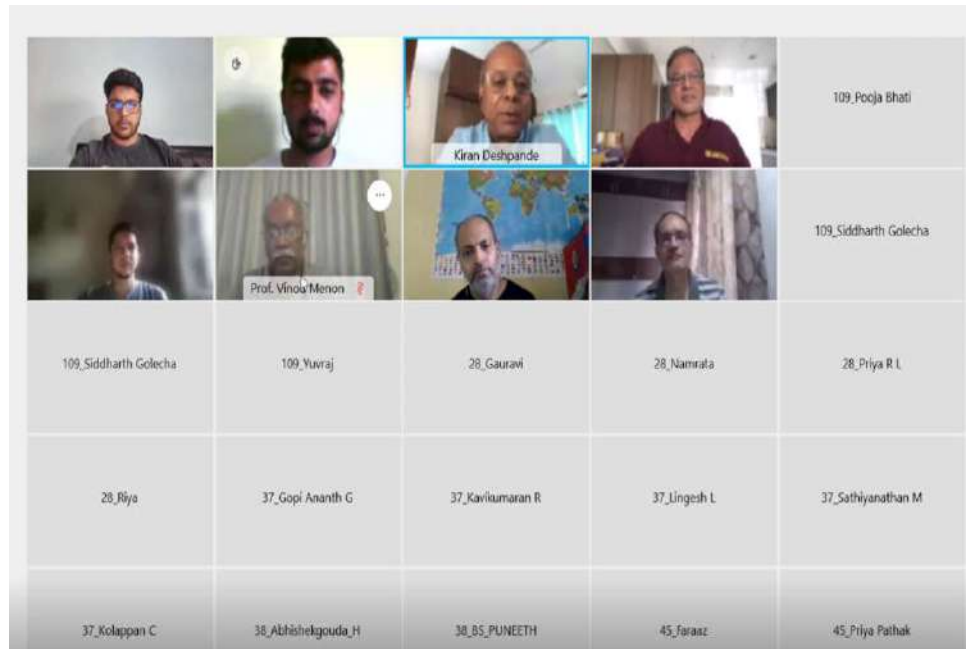 Kiran Deshpande
109_Pooja Bhati
Prof. Vinod Menon
109_Siddharth Golecha
109_Siddharth Golecha
109_Yuvraj
28_Gauravi
28_Namrata
28_Priya R L
28_Riya
37_Gopi Ananth G
37_Kavikumaran R
37_Lingesh L
37_Sathiyanathan M
37_Kolappan C
38_Abhishekgouda_H
38_BS_PUNEETH
45_Faraaz
45_Priya Pathak